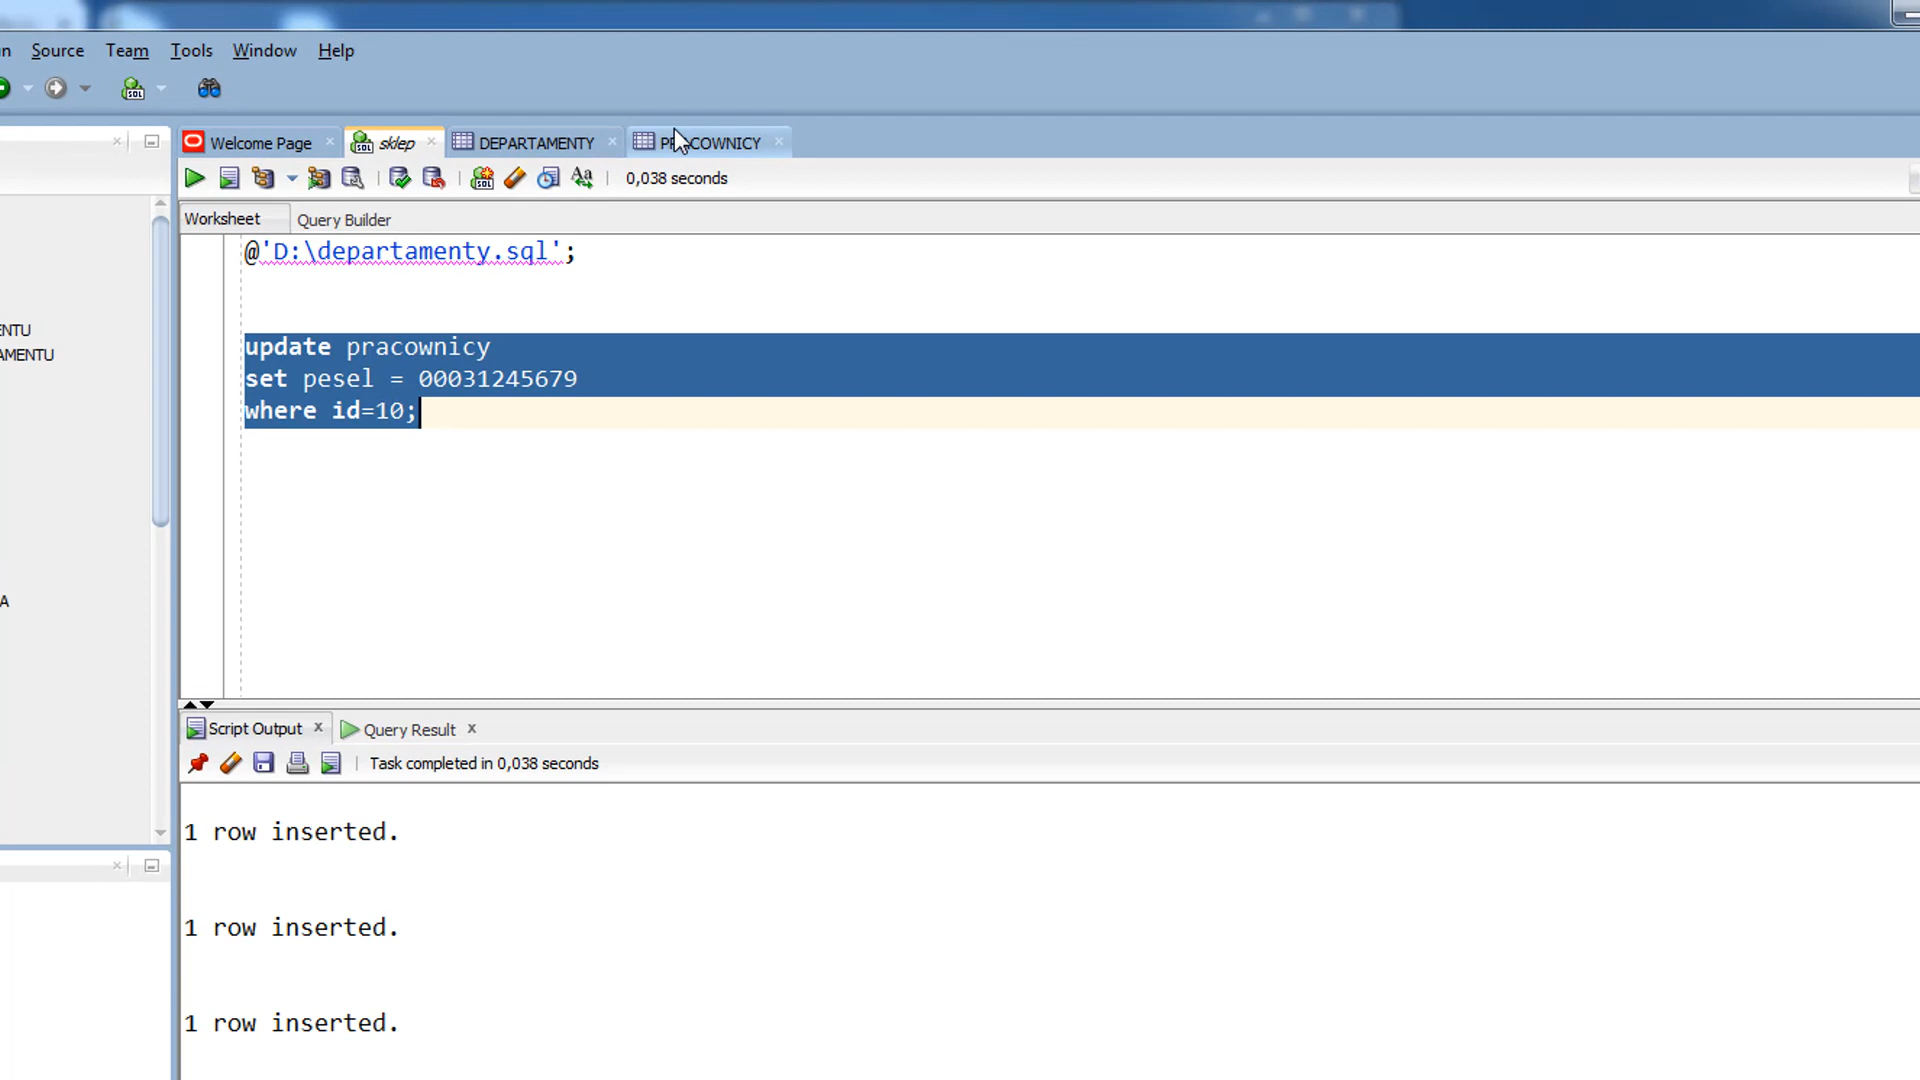 n Source Team Tools Window Help
Welcome Page sklep DEPARTAMENTY PRACOWNICY
0,038 seconds
Worksheet Query Builder
@'D:\departamenty.sql';
ENTU
AMENTU
update pracownicy
set pesel = 00031245679
where id=10;
A
Script Output Query Result
Task completed in 0,038 seconds
1 row inserted.
1 row inserted.
1 row inserted.